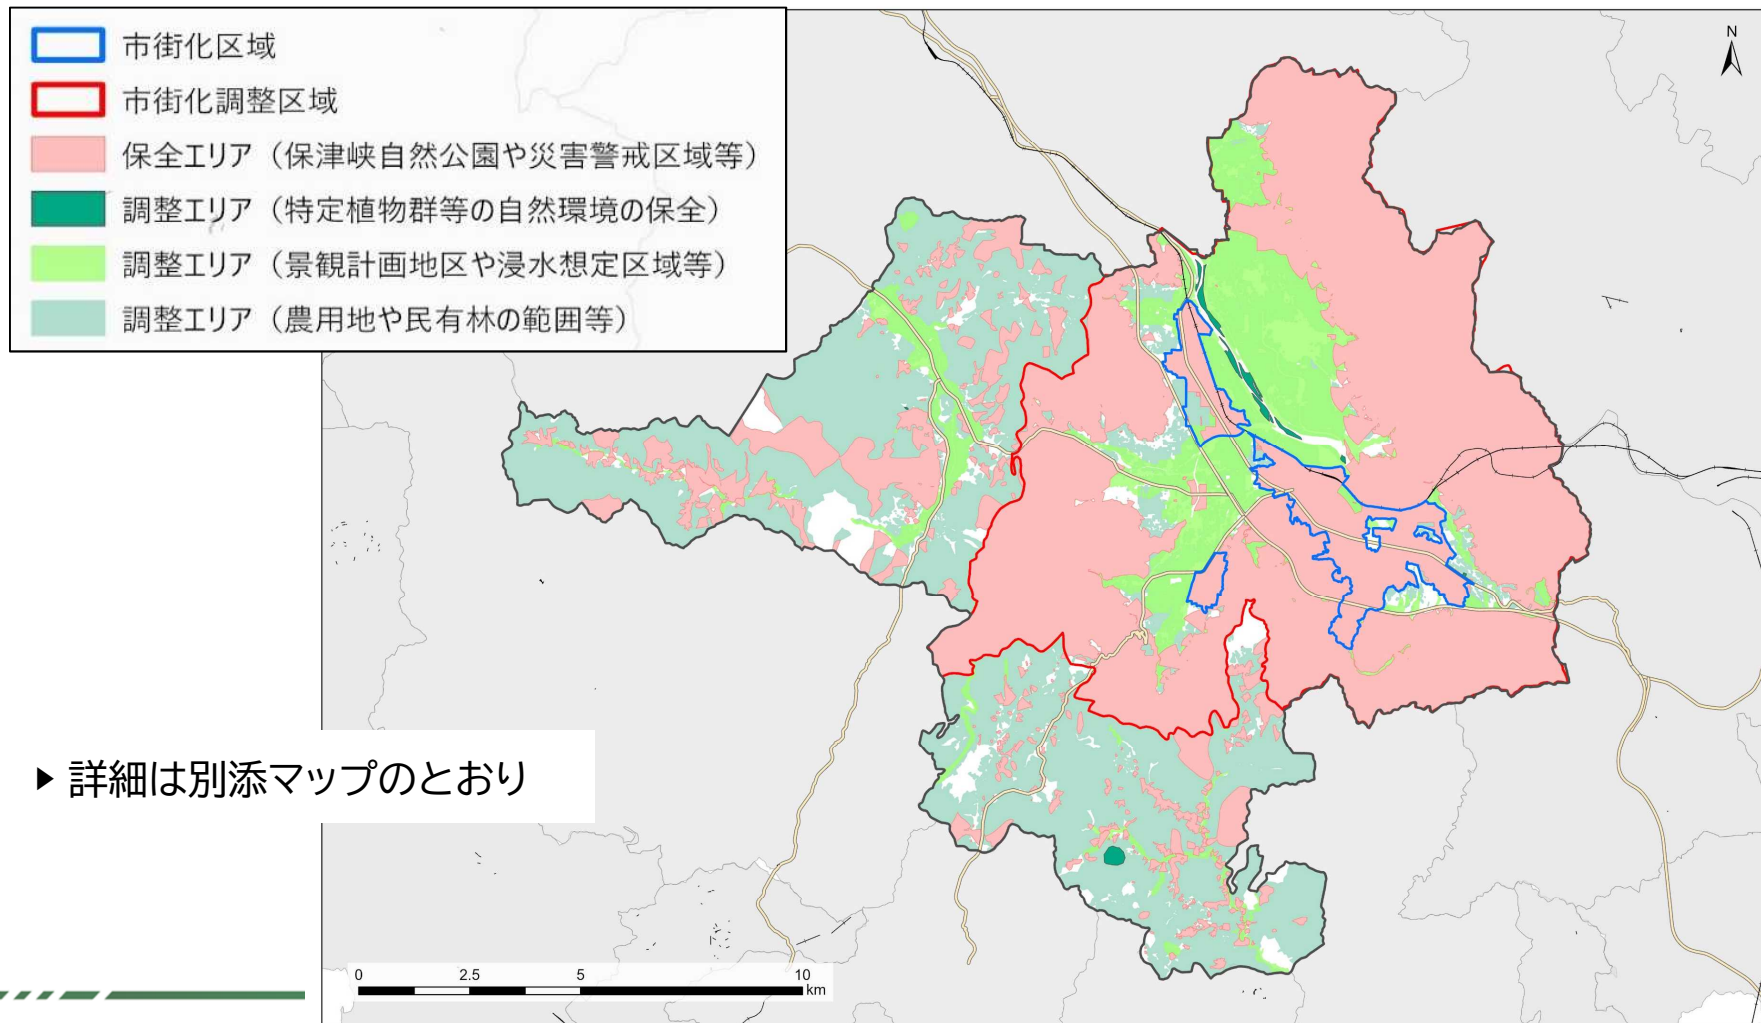 市街化区域
市街化調整区域
保全エリア（保津峡自然公園や災害警戒区域等）
調整エリア（特定植物群等の自然環境の保全）
調整エリア（景観計画地区や浸水想定区域等）
調整エリア（農用地や民有林の範囲等）
N
▶ 詳細は別添マップのとおり
0 2.5 5 10
km